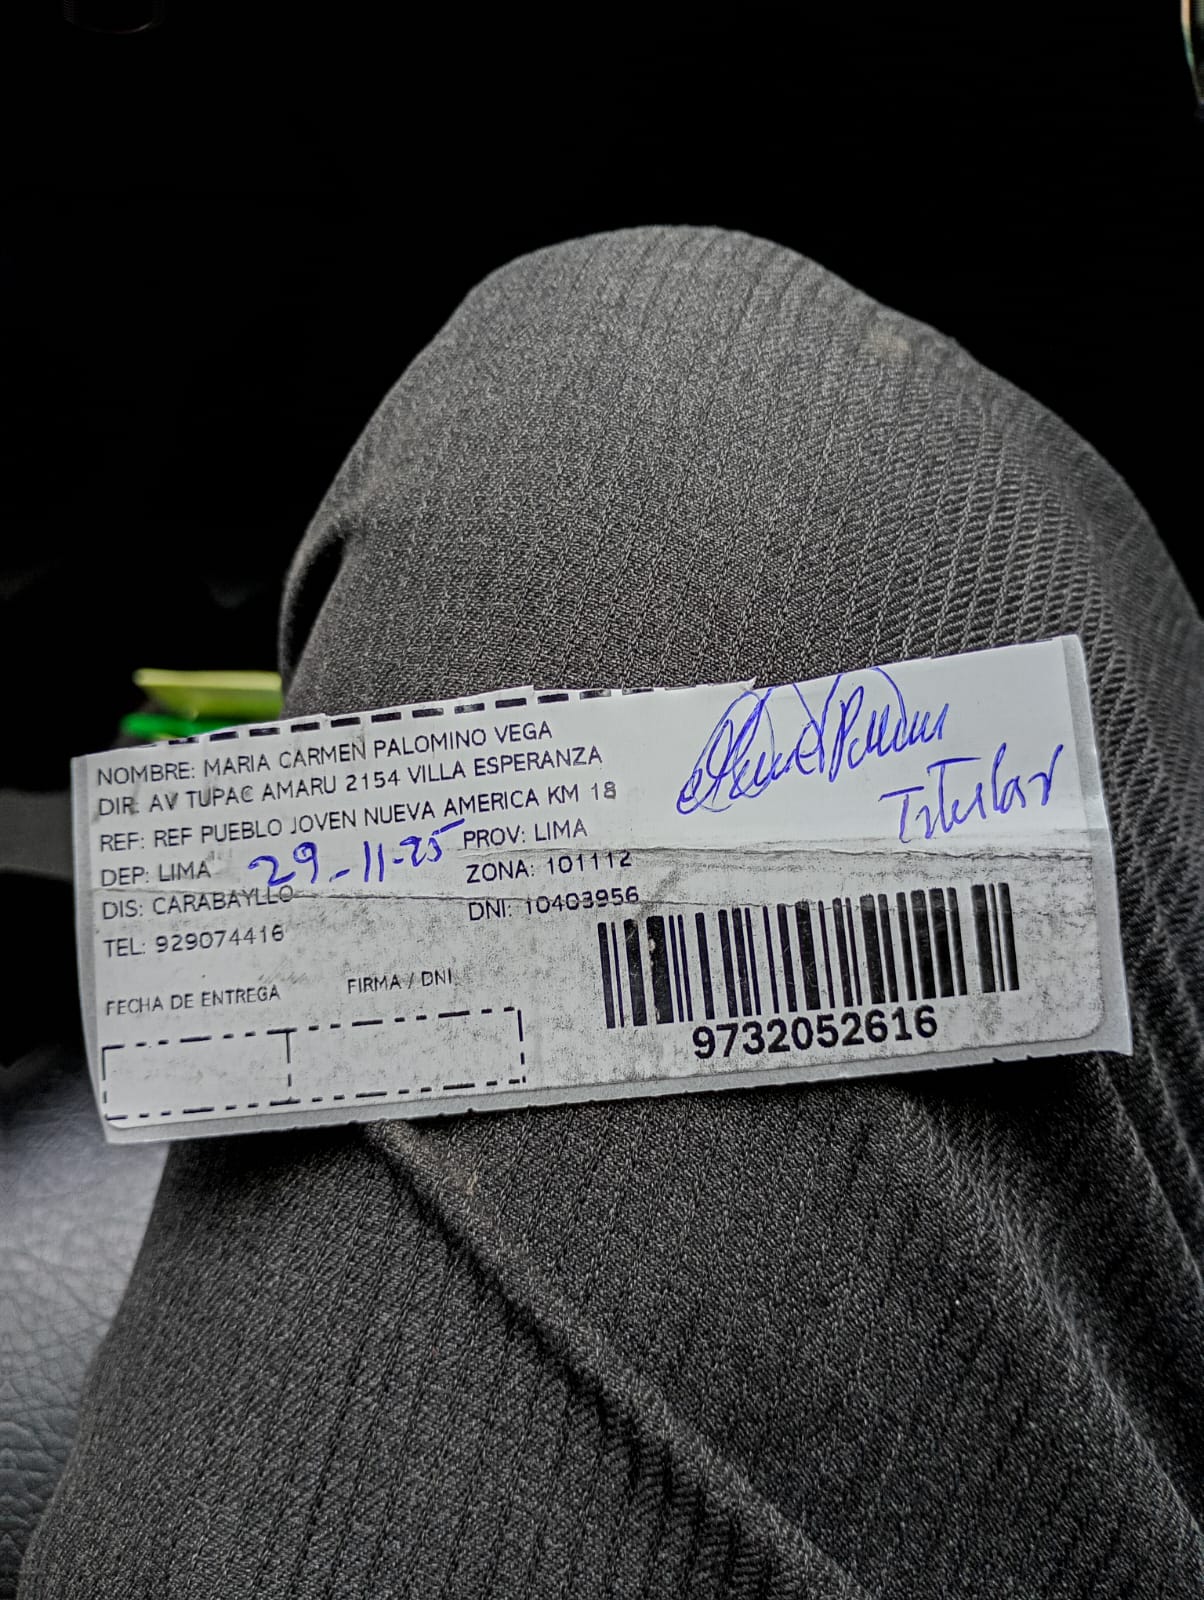 NOMBRE: MARIA CARMEN PALOMINO VEGA
DIR: AV TUPAC AMARU 2154 VILLA ESPERANZA
REF: REF PUEBLO JOVEN NUEVA AMERICA KM 18
DEP: LIMA 29-11-25 PROV: LIMA
DIS: CARABAYLLO ZONA: 101112
TEL: 929074416 DNI: 10403956
FECHA DE ENTREGA FIRMA / DNI
Titular
9732052616